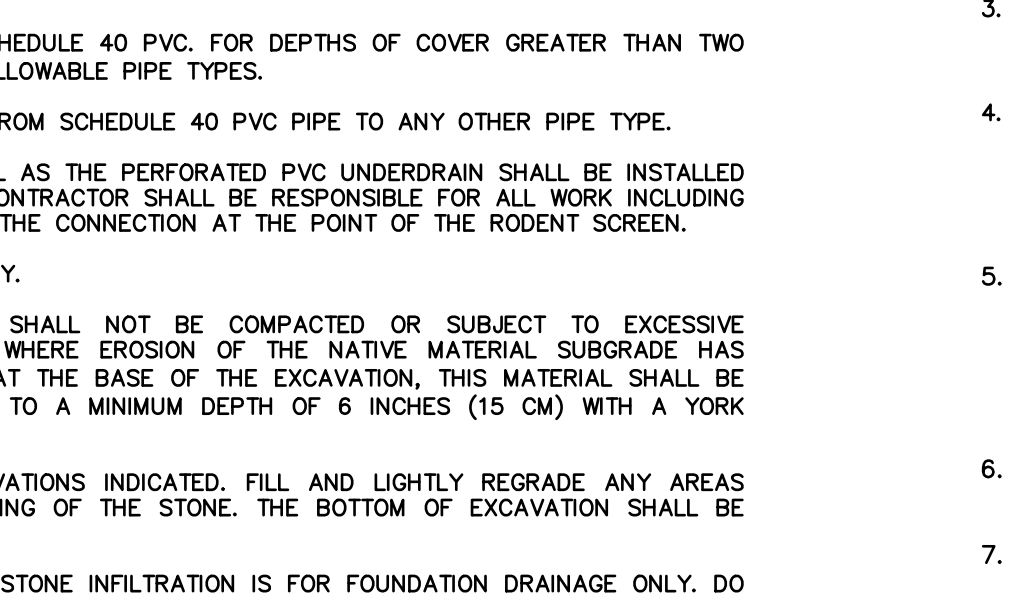 HEDULE 40 PVC. FOR DEPTHS OF COVER GREATER THAN TWO
LLOWABLE PIPE TYPES.
ROM SCHEDULE 40 PVC PIPE TO ANY OTHER PIPE TYPE.
L AS THE PERFORATED PVC UNDERDRAIN SHALL BE INSTALLED
ONTRACTOR SHALL BE RESPONSIBLE FOR ALL WORK INCLUDING
THE CONNECTION AT THE POINT OF THE RODENT SCREEN.
Y.
SHALL NOT BE COMPACTED OR SUBJECT TO EXCESSIVE
WHERE EROSION OF THE NATIVE MATERIAL SUBGRADE HAS
AT THE BASE OF THE EXCAVATION, THIS MATERIAL SHALL BE
TO A MINIMUM DEPTH OF 6 INCHES (15 CM) WITH A YORK
VATIONS INDICATED. FILL AND LIGHTLY REGRADE ANY AREAS
ING OF THE STONE. THE BOTTOM OF EXCAVATION SHALL BE
STONE INFILTRATION IS FOR FOUNDATION DRAINAGE ONLY. DO
3.
4.
5.
6.
7.